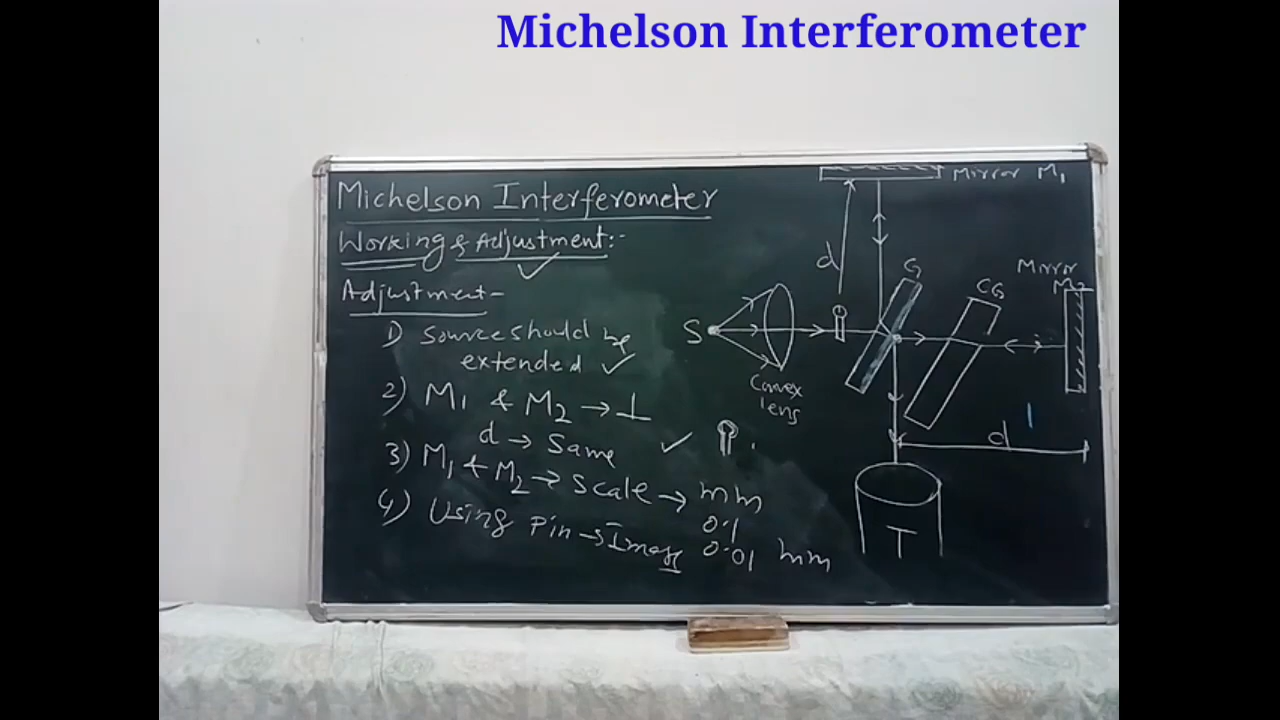 Michelson Interferometer
Michelson Interferometer
Working & Adjustment:-
Adjustment-
1) Source should be
extended ✓
2) M₁ & M₂ → ⊥
d → Same ✓
3) M₁ & M₂ → Scale → mm
0.1
0.01 mm
4) Using Pin → Image
Mirror M₁
d
G
CG
Mirror
M₂
S
Convex
lens
d
T